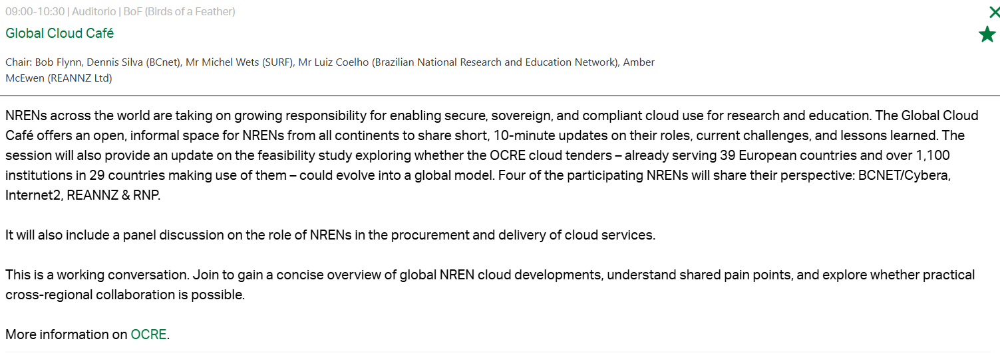 09:00-10:30 | Auditorio | BoF (Birds of a Feather)
Global Cloud Café
Chair: Bob Flynn, Dennis Silva (BCnet), Mr Michel Wets (SURF), Mr Luiz Coelho (Brazilian National Research and Education Network), Amber
McEwen (REANNZ Ltd)
NRENs across the world are taking on growing responsibility for enabling secure, sovereign, and compliant cloud use for research and education. The Global Cloud
Café offers an open, informal space for NRENs from all continents to share short, 10-minute updates on their roles, current challenges, and lessons learned. The
session will also provide an update on the feasibility study exploring whether the OCRE cloud tenders – already serving 39 European countries and over 1,100
institutions in 29 countries making use of them – could evolve into a global model. Four of the participating NRENs will share their perspective: BCNET/Cybera,
Internet2, REANNZ & RNP.
It will also include a panel discussion on the role of NRENs in the procurement and delivery of cloud services.
This is a working conversation. Join to gain a concise overview of global NREN cloud developments, understand shared pain points, and explore whether practical
cross-regional collaboration is possible.
More information on OCRE.